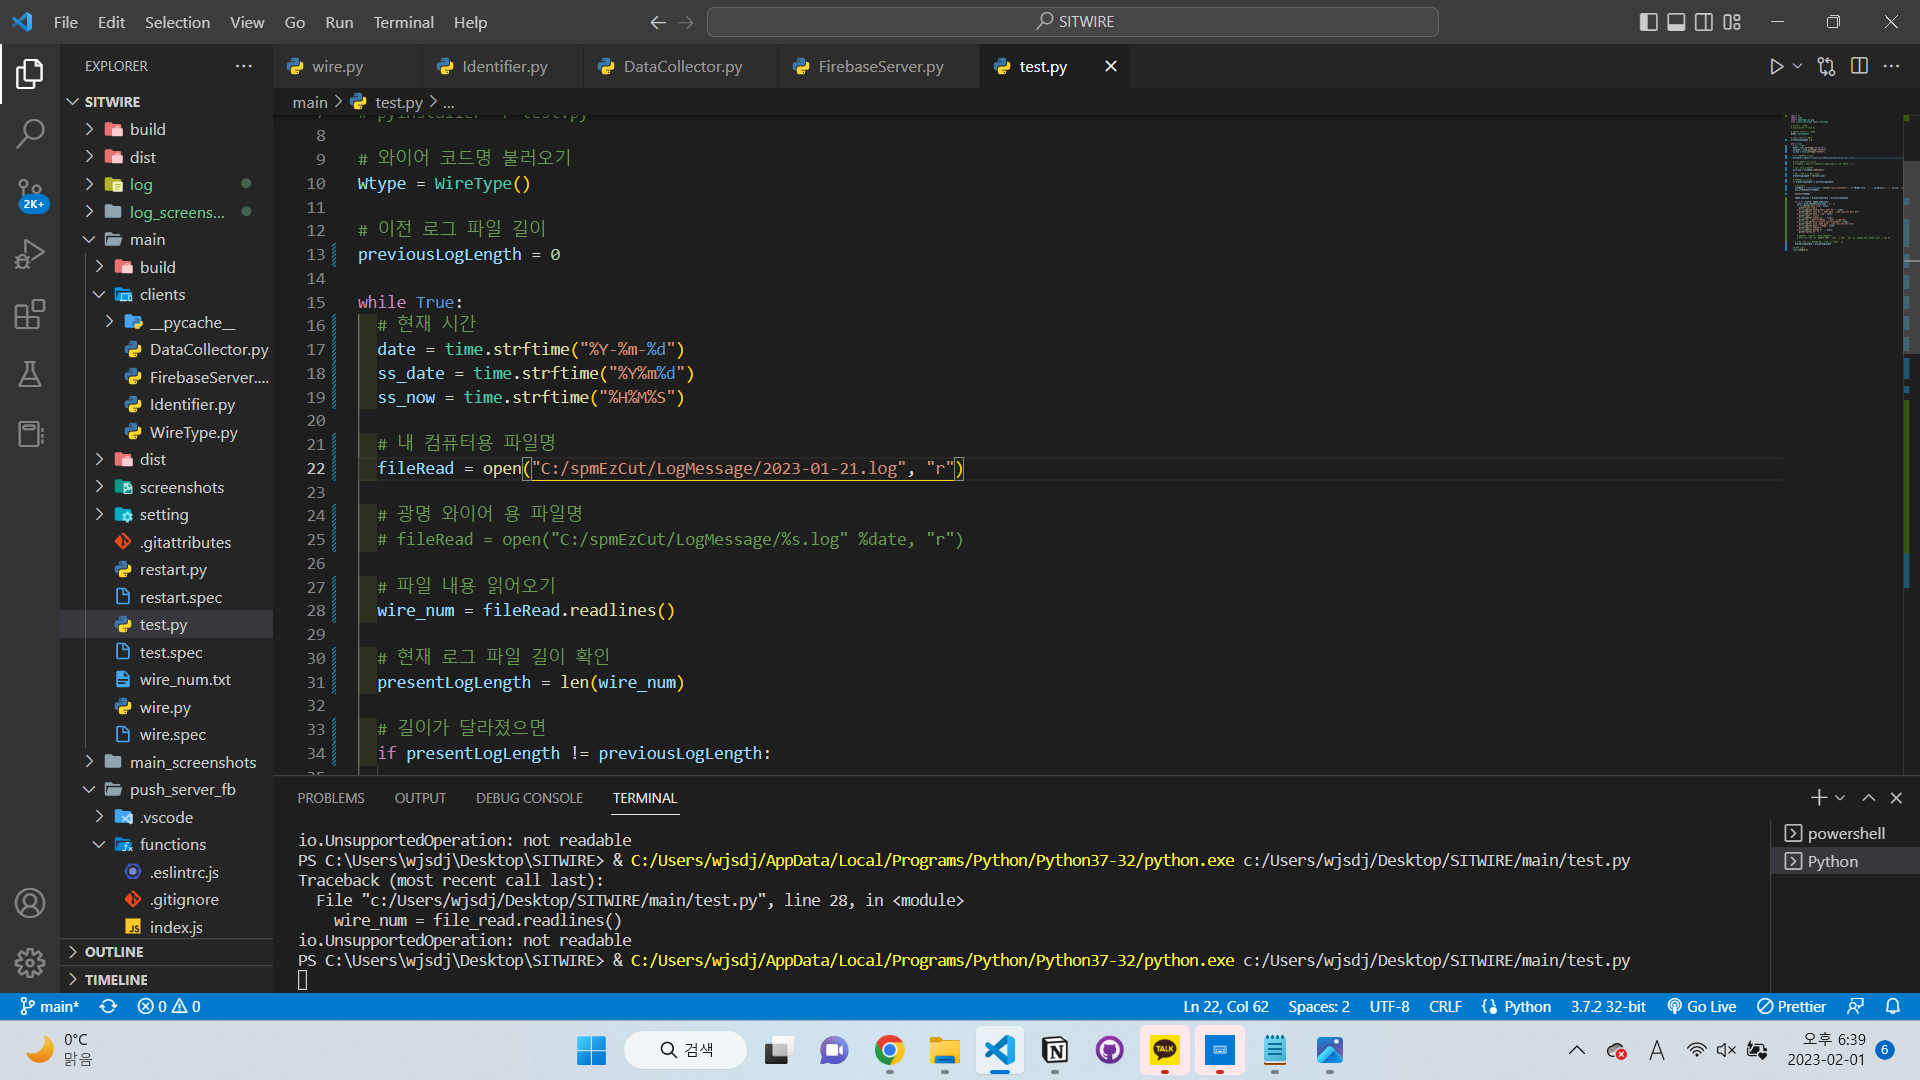 File Edit Selection View Go Run Terminal Help
SITWIRE
EXPLORER
wire.py
Identifier.py
DataCollector.py
FirebaseServer.py
test.py
main > test.py > ...
SITWIRE
build
dist
log
log_screens...
main
build
clients
__pycache__
DataCollector.py
FirebaseServer....
Identifier.py
WireType.py
dist
screenshots
setting
.gitattributes
restart.py
restart.spec
test.py
test.spec
wire_num.txt
wire.py
wire.spec
main_screenshots
push_server_fb
.vscode
functions
.eslintrc.js
.gitignore
index.js
OUTLINE
TIMELINE
2K+
8
9 # 와이어 코드명 불러오기
10 Wtype = WireType()
11
12 # 이전 로그 파일 길이
13 previousLogLength = 0
14
15 while True:
16 # 현재 시간
17 date = time.strftime("%Y-%m-%d")
18 ss_date = time.strftime("%Y%m%d")
19 ss_now = time.strftime("%H%M%S")
20
21 # 내 컴퓨터용 파일명
22 fileRead = open("C:/spmEzCut/LogMessage/2023-01-21.log", "r")
23
24 # 광명 와이어 용 파일명
25 # fileRead = open("C:/spmEzCut/LogMessage/%s.log" %date, "r")
26
27 # 파일 내용 읽어오기
28 wire_num = fileRead.readlines()
29
30 # 현재 로그 파일 길이 확인
31 presentLogLength = len(wire_num)
32
33 # 길이가 달라졌으면
34 if presentLogLength != previousLogLength:
PROBLEMS OUTPUT DEBUG CONSOLE TERMINAL
io.UnsupportedOperation: not readable
PS C:\Users\wjsdj\Desktop\SITWIRE> & C:/Users/wjsdj/AppData/Local/Programs/Python/Python37-32/python.exe c:/Users/wjsdj/Desktop/SITWIRE/main/test.py
Traceback (most recent call last):
File "c:/Users/wjsdj/Desktop/SITWIRE/main/test.py", line 28, in <module>
wire_num = file_read.readlines()
io.UnsupportedOperation: not readable
PS C:\Users\wjsdj\Desktop\SITWIRE> & C:/Users/wjsdj/AppData/Local/Programs/Python/Python37-32/python.exe c:/Users/wjsdj/Desktop/SITWIRE/main/test.py
powershell
Python
main* 0 0 Ln 22, Col 62 Spaces: 2 UTF-8 CRLF Python 3.7.2 32-bit Go Live Prettier
0°C
맑음
검색
TALK
A
오후 6:39
2023-02-01
6